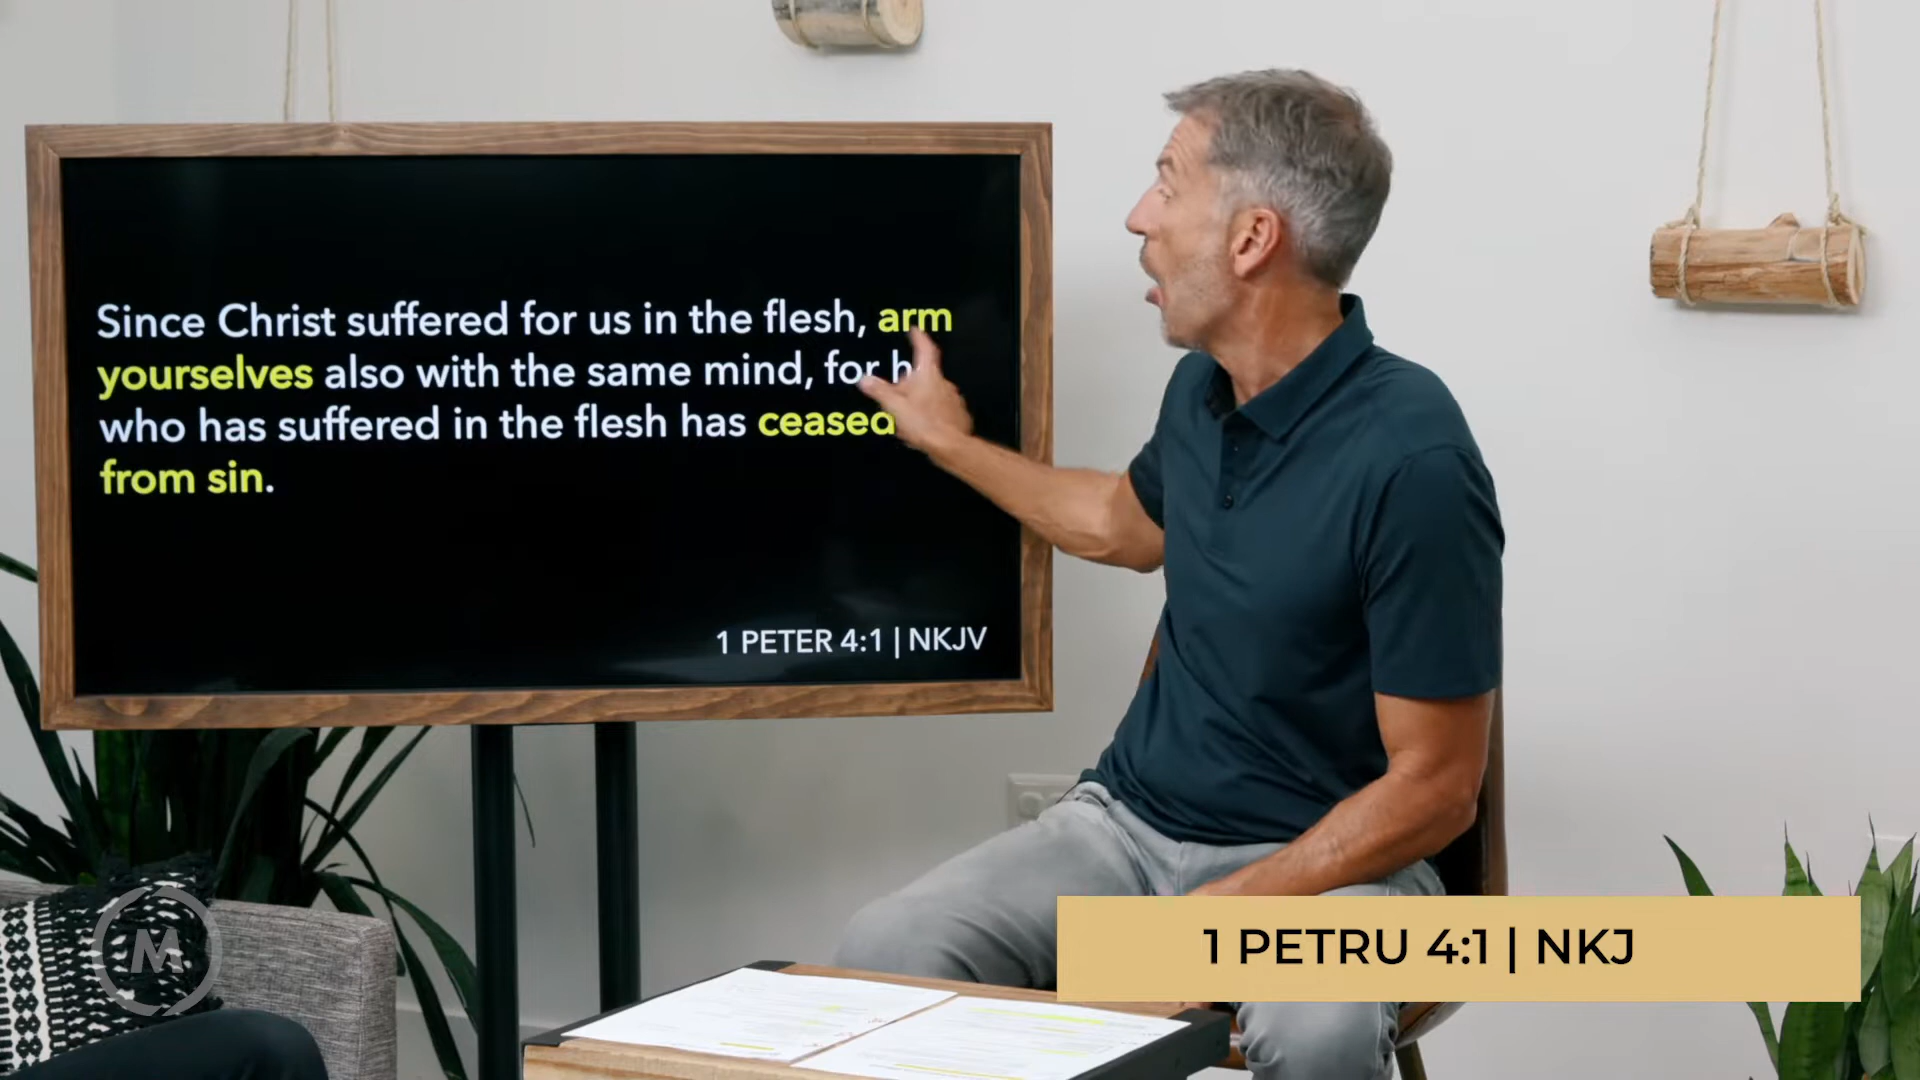 Since Christ suffered for us in the flesh, arm
yourselves also with the same mind, for
who has suffered in the flesh has ceased
from sin.
1 PETER 4:1 | NKJV
M
1 PETRU 4:1 | NKJ